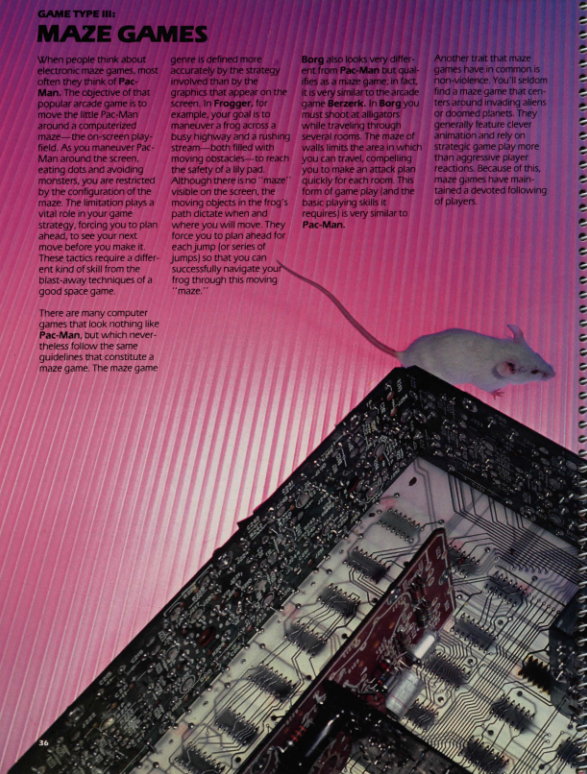 GAME TYPE III:
MAZE GAMES
When people think about
electronic maze games, most
often they think of Pac-
Man. The objective of that
popular arcade game is to
move the little Pac-Man
around a computerized
maze—the on-screen play-
field. As you maneuver Pac-
Man around the screen,
eating dots and avoiding
monsters, you are restricted
by the configuration of the
maze. The limitation plays a
vital role in your game
strategy, forcing you to plan
ahead, to see your next
move before you make it.
These tactics require a differ-
ent kind of skill from the
blast-away techniques of a
good space game.
There are many computer
games that look nothing like
Pac-Man, but which never-
theless follow the same
guidelines that constitute a
maze game. The maze game
genre is defined more
accurately by the strategy
involved than by the
graphics that appear on the
screen. In Frogger, for
example, your goal is to
maneuver a frog across a
busy highway and a rushing
stream—both filled with
moving obstacles—to reach
the safety of a lily pad.
Although there is no "maze"
visible on the screen, the
moving objects in the frog's
path dictate when and
where you will move. They
force you to plan ahead for
each jump (or series of
jumps) so that you can
successfully navigate your
frog through this moving
"maze."
Borg also looks very differ-
ent from Pac-Man but qual-
ifies as a maze game; in fact,
it is very similar to the arcade
game Berzerk. In Borg you
must shoot at alligators
while traveling through
several rooms. The maze of
walls limits the area in which
you can travel, compelling
you to make an attack plan
quickly for each room. This
form of game play (and the
basic playing skills it
requires) is very similar to
Pac-Man.
Another trait that maze
games have in common is
non-violence. You'll seldom
find a maze game that cen-
ters around invading aliens
or doomed planets. They
generally feature clever
animation and rely on
strategic game play more
than aggressive player
reactions. Because of this,
maze games have main-
tained a devoted following
of players.
36